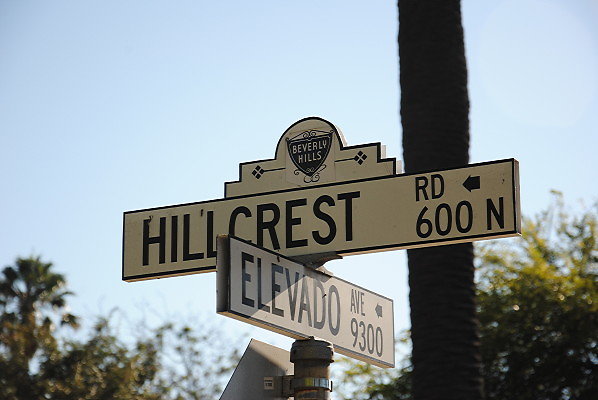 BEVERLY
HILLS
HILLCREST RD ←
600 N
ELEVADO AVE ←
9300